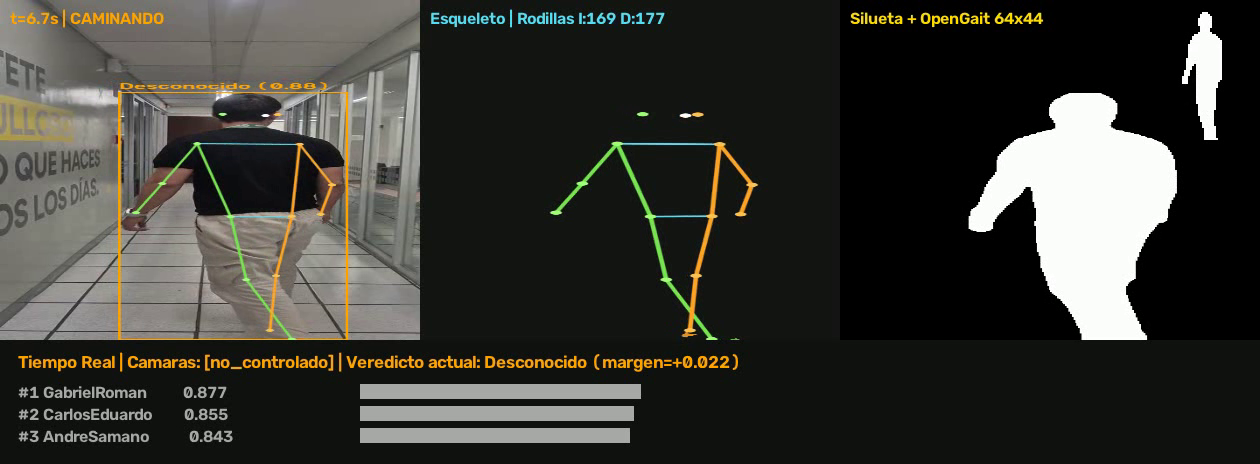 t=6.7s | CAMINANDO
Esqueleto | Rodillas I:169 D:177
Silueta + OpenGait 64x44
TETE
ULLO
O QUE HACES
OS LOS DÍAS.
Desconocido (0.88)
Tiempo Real | Camaras: [no_controlado] | Veredicto actual: Desconocido (margen=+0.022)
#1 GabrielRoman 0.877
#2 CarlosEduardo 0.855
#3 AndreSamano 0.843